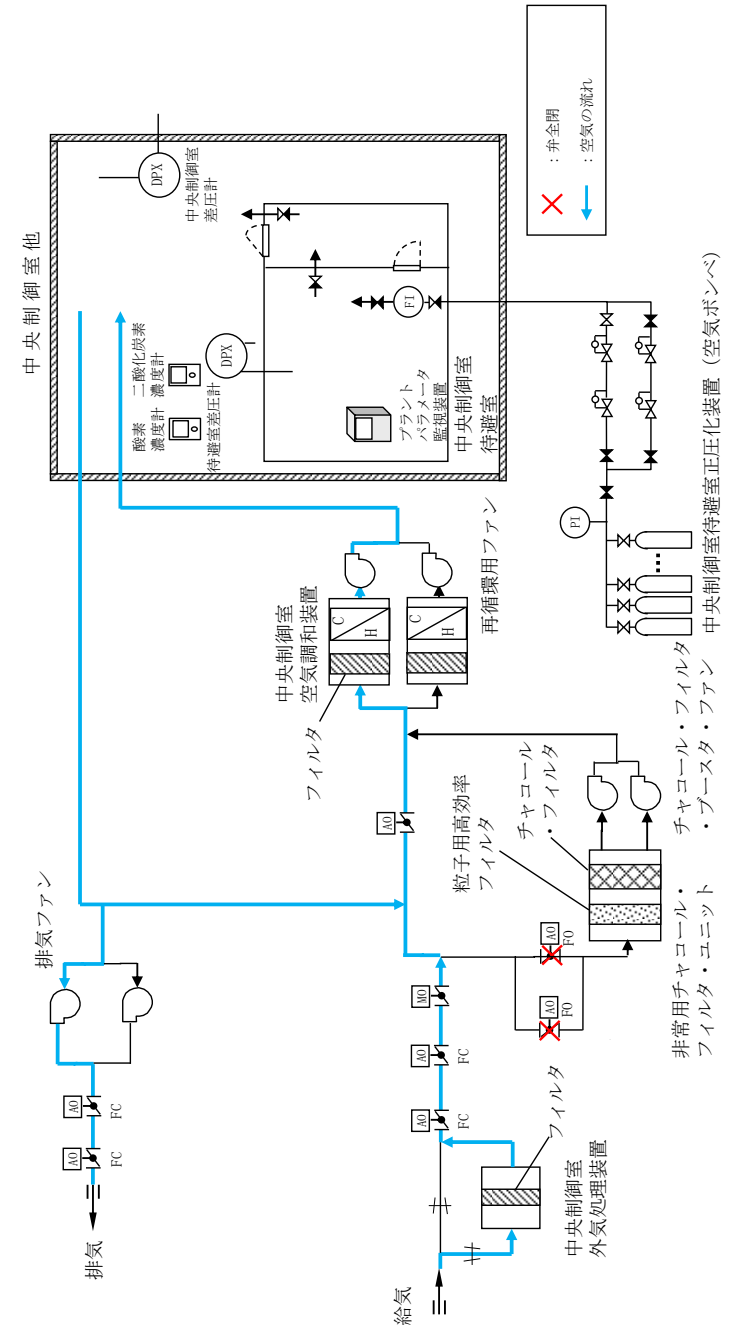 中央制御室他
DPX
中央制御室
差圧計
酸素
濃度計
二酸化炭素
濃度計
待避室差圧計
DPX
FI
プラント
パラメータ
監視装置
中央制御室
待避室
：弁全閉
：空気の流れ
PI
中央制御室待避室正圧化装置（空気ボンベ）
再循環用ファン
中央制御室
空気調和装置
フィルタ
C
H
C
H
AO
排気ファン
AO
FC
AO
FC
排気
粒子用高効率
フィルタ
チャコール
・フィルタ
チャコール・フィルタ
・ブースタ・ファン
非常用チャコール・
フィルタ・ユニット
AO
FO
AO
FO
MO
AO
FC
AO
FC
フィルタ
中央制御室
外気処理装置
給気